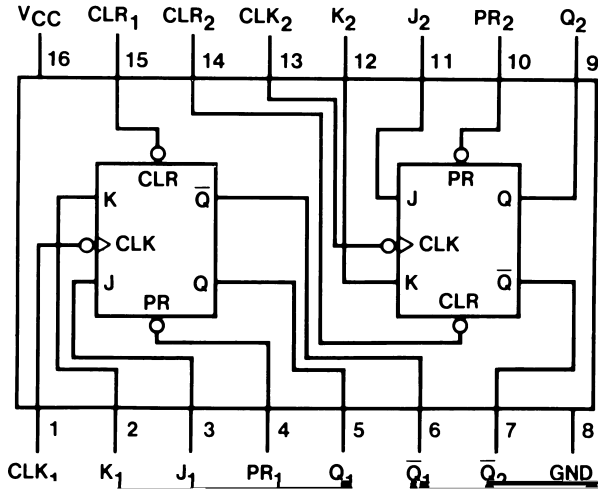 VCC CLR1 CLR2 CLK2 K2 J2 PR2 Q2
16 15 14 13 12 11 10 9
CLR PR
K Q̅ J Q
CLK CLK
J Q K Q̅
PR CLR
1 2 3 4 5 6 7 8
CLK1 K1 J1 PR1 Q1 Q̅1 Q̅2 GND